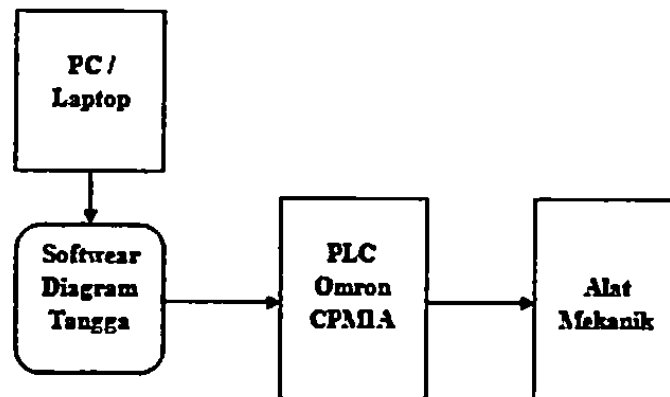 PC /
Laptop
Softwear
Diagram
Tangga
PLC
Omron
CPM1A
Alat
Mekanik